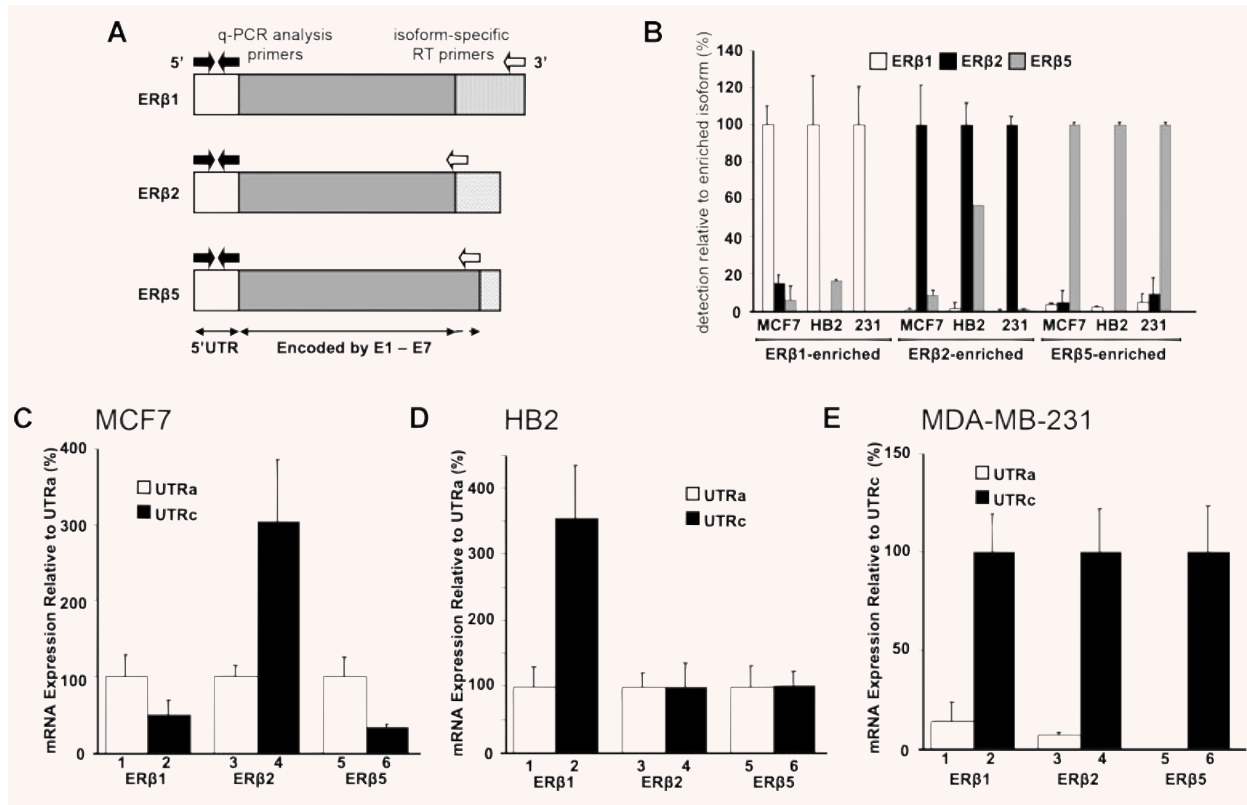 A
q-PCR analysis
primers
isoform-specific
RT primers
5'
3'
ERβ1
ERβ2
ERβ5
5'UTR
Encoded by E1 – E7
B
detection relative to enriched isoform (%)
140
120
100
80
60
40
20
0
ERβ1 ERβ2 ERβ5
MCF7 HB2 231 MCF7 HB2 231 MCF7 HB2 231
ERβ1-enriched ERβ2-enriched ERβ5-enriched
C MCF7
mRNA Expression Relative to UTRa (%)
400
300
200
100
0
UTRa
UTRc
1 2 3 4 5 6
ERβ1 ERβ2 ERβ5
D HB2
mRNA Expression Relative to UTRa (%)
400
300
200
100
0
UTRa
UTRc
1 2 3 4 5 6
ERβ1 ERβ2 ERβ5
E MDA-MB-231
mRNA Expression Relative to UTRc (%)
150
100
50
0
UTRa
UTRc
1 2 3 4 5 6
ERβ1 ERβ2 ERβ5